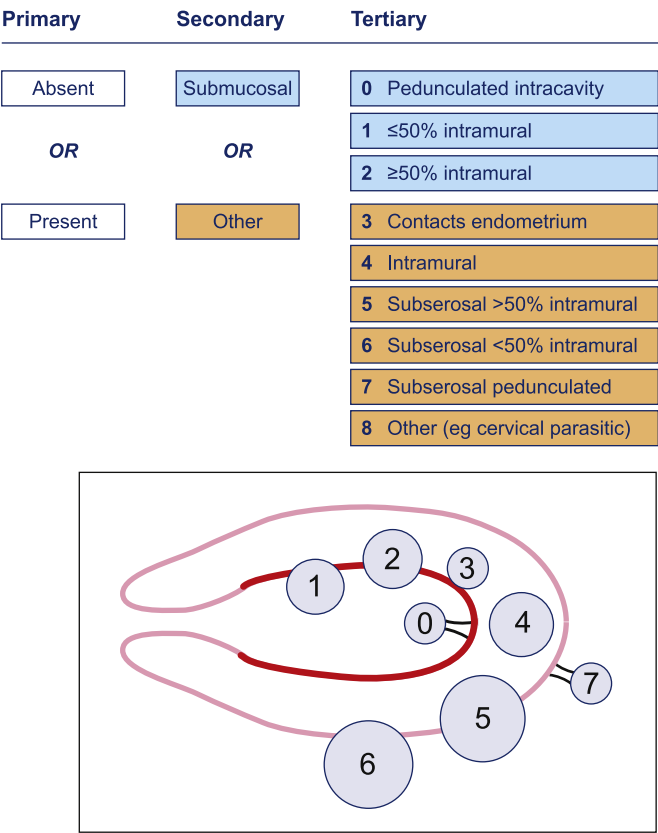 Primary Secondary Tertiary
Absent Submucosal 0 Pedunculated intracavity
OR OR 1 ≤50% intramural
2 ≥50% intramural
Present Other 3 Contacts endometrium
4 Intramural
5 Subserosal >50% intramural
6 Subserosal <50% intramural
7 Subserosal pedunculated
8 Other (eg cervical parasitic)
2
3
1
0
4
7
5
6